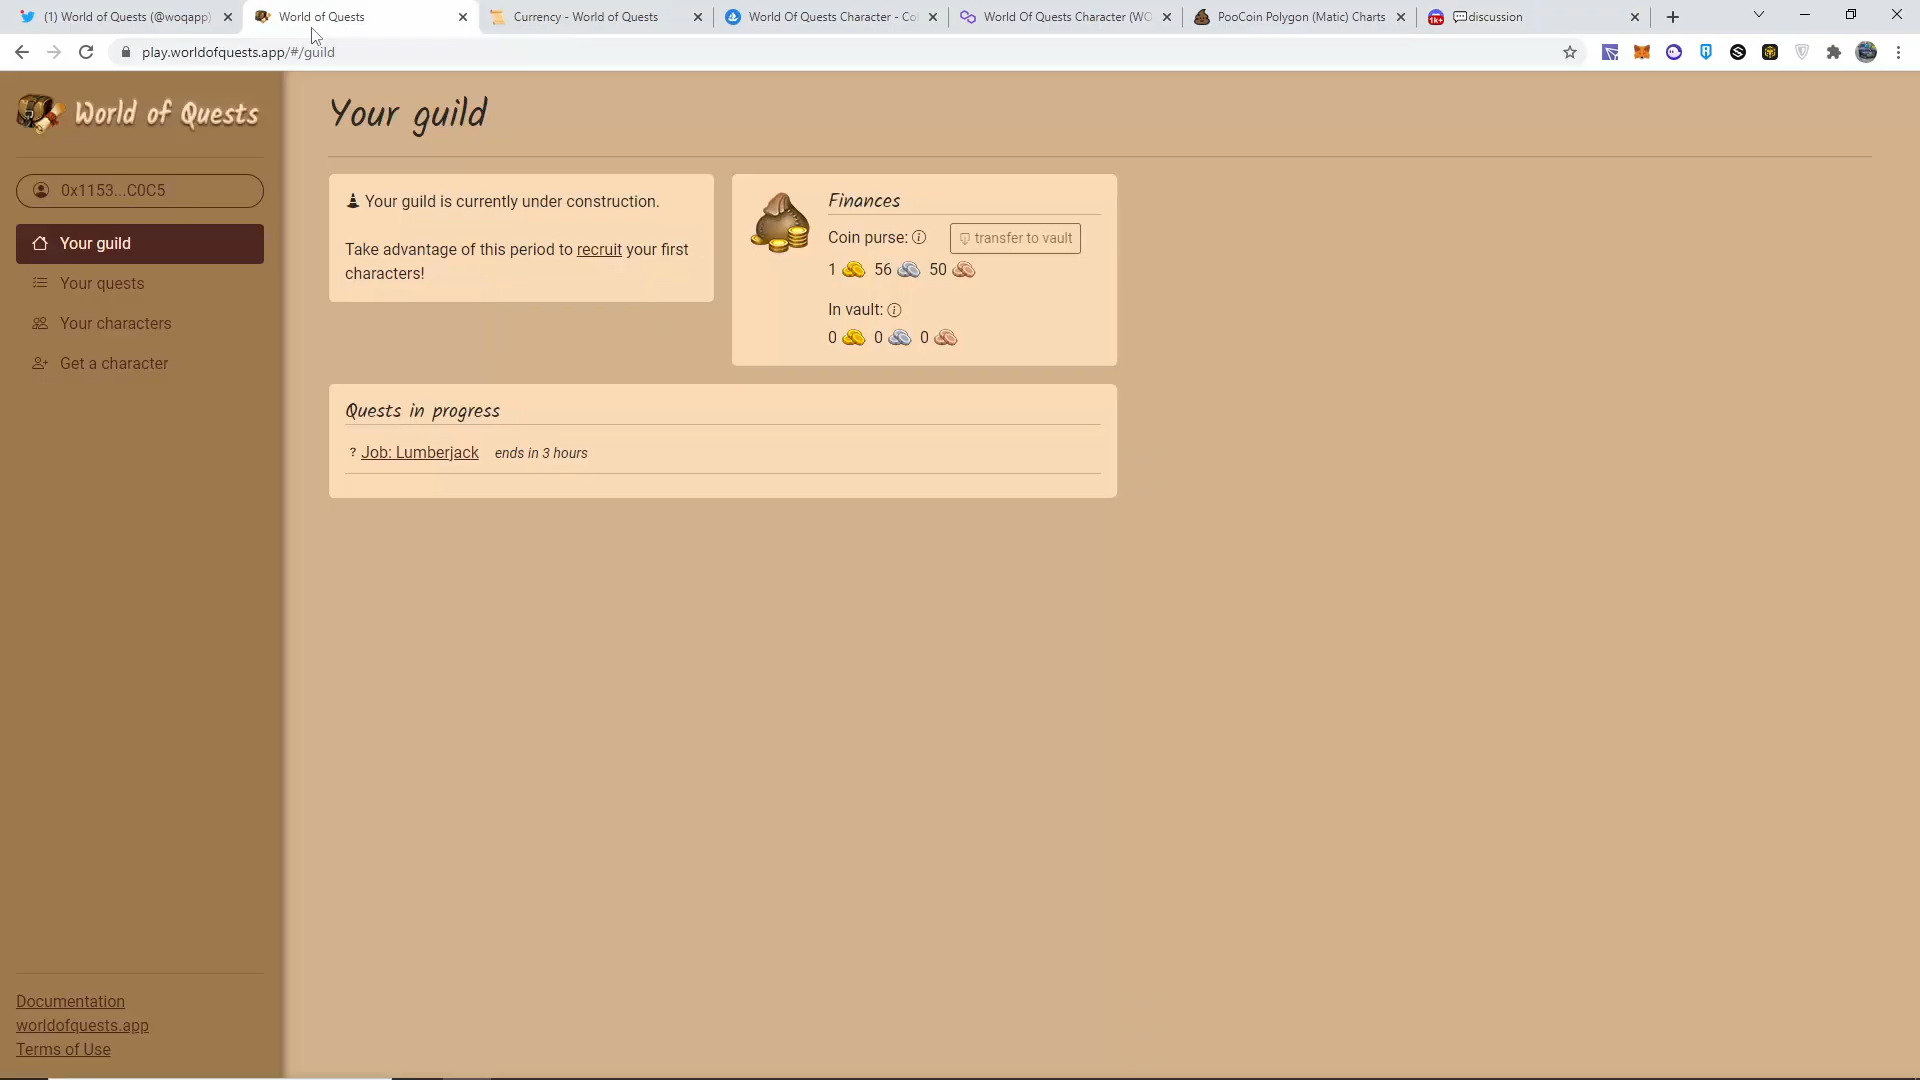 (1) World of Quests (@woqapp)
World of Quests
Currency - World of Quests
World Of Quests Character - Co
World Of Quests Character (WO
PooCoin Polygon (Matic) Charts
1K+
discussion
play.worldofquests.app/#/guild
World of Quests
0x1153...C0C5
Your guild
Your quests
Your characters
Get a character
Documentation
worldofquests.app
Terms of Use
Your guild
Your guild is currently under construction.
Take advantage of this period to recruit your first
characters!
Finances
Coin purse:
transfer to vault
1 56 50
In vault:
0 0 0
Quests in progress
? Job: Lumberjack ends in 3 hours